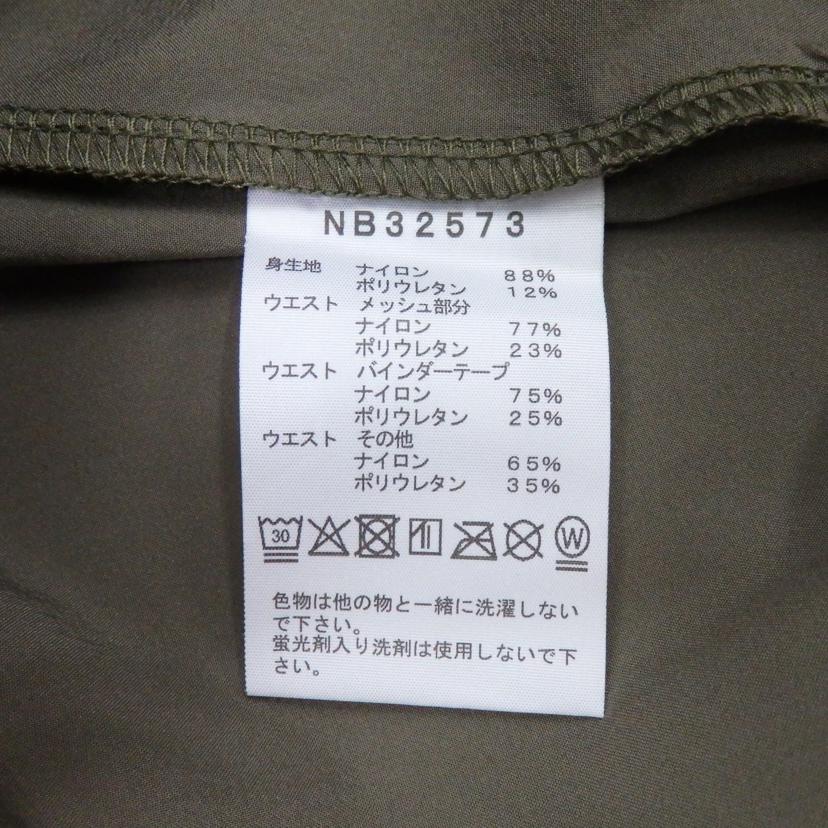 NB32573
身生地 ナイロン 88%
ポリウレタン 12%
ウエスト メッシュ部分
ナイロン 77%
ポリウレタン 23%
ウエスト バインダーテープ
ナイロン 75%
ポリウレタン 25%
ウエスト その他
ナイロン 65%
ポリウレタン 35%
30 W
色物は他の物と一緒に洗濯しない
で下さい。
蛍光剤入り洗剤は使用しないで下
さい。